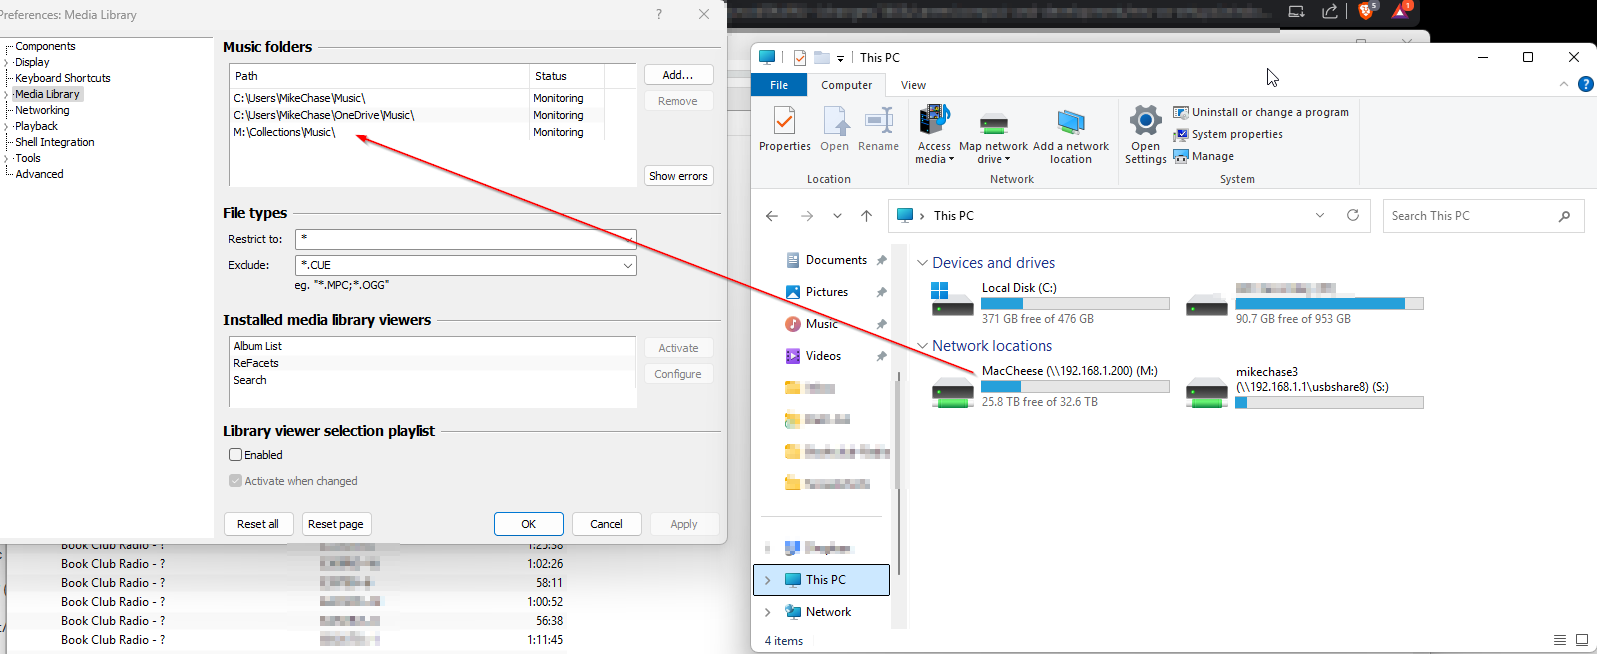 Preferences: Media Library
Components
Display
Keyboard Shortcuts
Media Library
Networking
Playback
Shell Integration
Tools
Advanced
Music folders
Path Status
C:\Users\MikeChase\Music\ Monitoring
C:\Users\MikeChase\OneDrive\Music\ Monitoring
M:\Collections\Music\ Monitoring
Add...
Remove
Show errors
File types
Restrict to: *
Exclude: *.CUE
eg. "*.MPC;*.OGG"
Installed media library viewers
Album List
ReFacets
Search
Activate
Configure
Library viewer selection playlist
Enabled
Activate when changed
Reset all Reset page OK Cancel Apply
Book Club Radio - ? 1:25:58
Book Club Radio - ? 1:02:26
Book Club Radio - ? 58:11
Book Club Radio - ? 1:00:52
Book Club Radio - ? 56:38
Book Club Radio - ? 1:11:45
5
1
This PC
File Computer View
Properties Open Rename
Location
Access media
Map network drive
Add a network location
Network
Open Settings
Uninstall or change a program
System properties
Manage
System
This PC
Search This PC
Documents
Pictures
Music
Videos
This PC
Network
Devices and drives
Local Disk (C:)
371 GB free of 476 GB
90.7 GB free of 953 GB
Network locations
MacCheese (\\192.168.1.200) (M:)
25.8 TB free of 32.6 TB
mikechase3
(\\192.168.1.1\usbshare8) (S:)
4 items